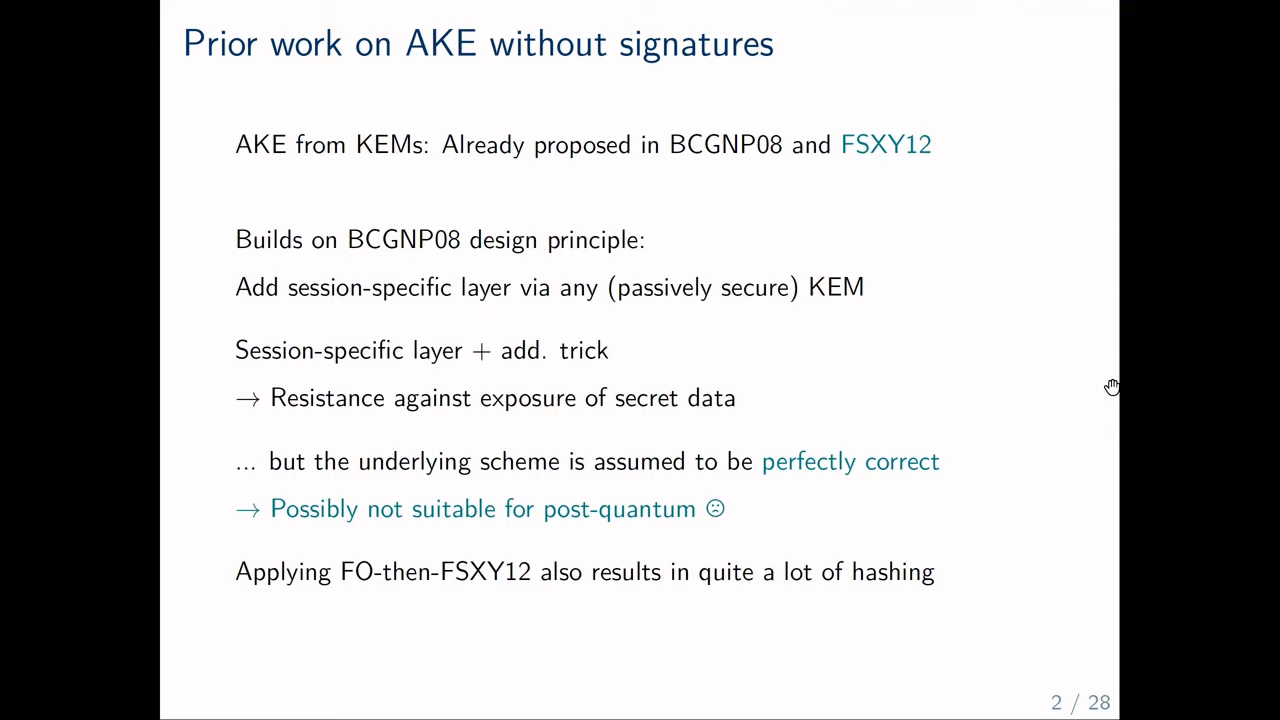 Prior work on AKE without signatures
AKE from KEMs: Already proposed in BCGNP08 and FSXY12
Builds on BCGNP08 design principle:
Add session-specific layer via any (passively secure) KEM
Session-specific layer + add. trick
→ Resistance against exposure of secret data
... but the underlying scheme is assumed to be perfectly correct
→ Possibly not suitable for post-quantum ☹
Applying FO-then-FSXY12 also results in quite a lot of hashing
2 / 28